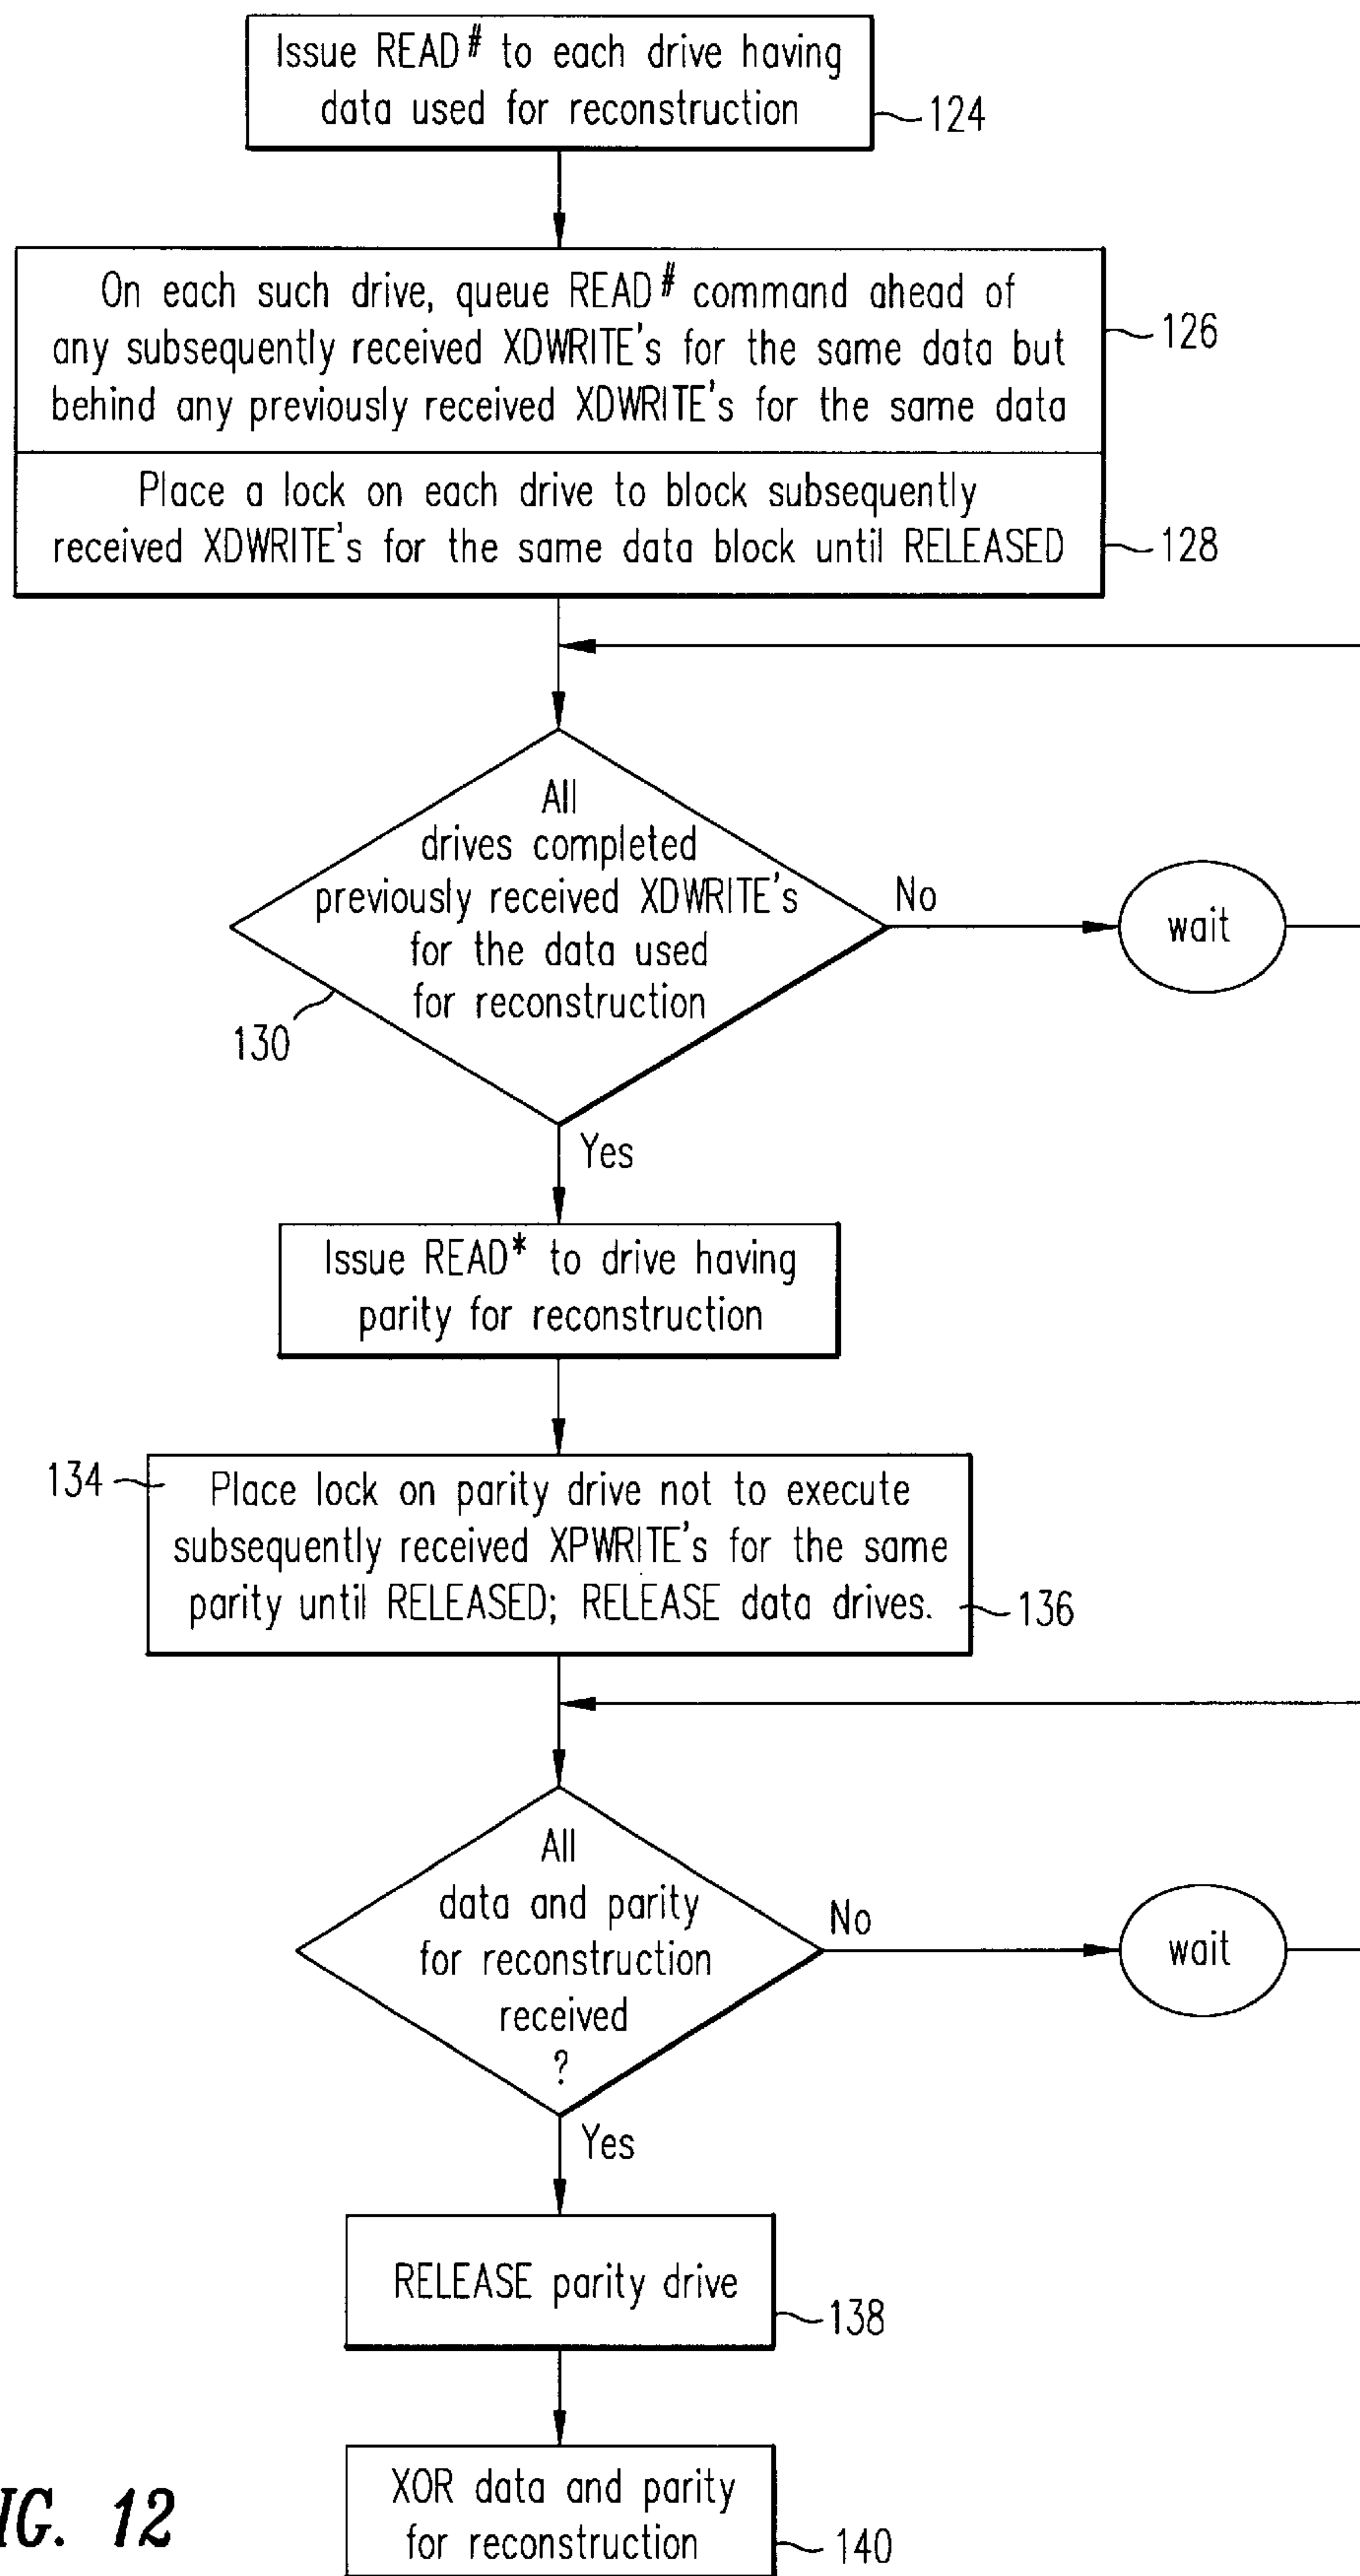 Issue READ# to each drive having
data used for reconstruction
124
On each such drive, queue READ# command ahead of
any subsequently received XDWRITE's for the same data but
behind any previously received XDWRITE's for the same data
126
Place a lock on each drive to block subsequently
received XDWRITE's for the same data block until RELEASED
128
All
drives completed
previously received XDWRITE's
for the data used
for reconstruction
130
No
wait
Yes
Issue READ* to drive having
parity for reconstruction
134
Place lock on parity drive not to execute
subsequently received XPWRITE's for the same
parity until RELEASED; RELEASE data drives.
136
All
data and parity
for reconstruction
received
?
No
wait
Yes
RELEASE parity drive
138
XOR data and parity
for reconstruction
140
IG. 12